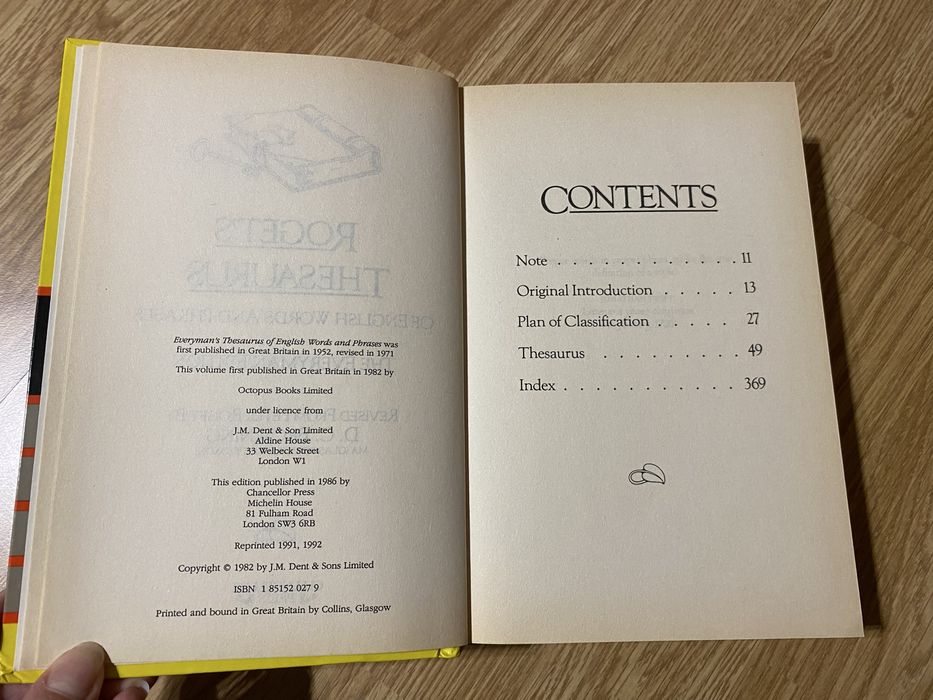 Everyman's Thesaurus of English Words and Phrases was
first published in Great Britain in 1952, revised in 1971
This volume first published in Great Britain in 1982 by
Octopus Books Limited
under licence from
J.M. Dent & Son Limited
Aldine House
33 Welbeck Street
London W1
This edition published in 1986 by
Chancellor Press
Michelin House
81 Fulham Road
London SW3 6RB
Reprinted 1991, 1992
Copyright © 1982 by J.M. Dent & Sons Limited
ISBN 1 85152 027 9
Printed and bound in Great Britain by Collins, Glasgow
CONTENTS
Note . . . . . . . . . . . . 11
Original Introduction . . . . . . 13
Plan of Classification . . . . . . 27
Thesaurus . . . . . . . . . 49
Index . . . . . . . . . . . . 369